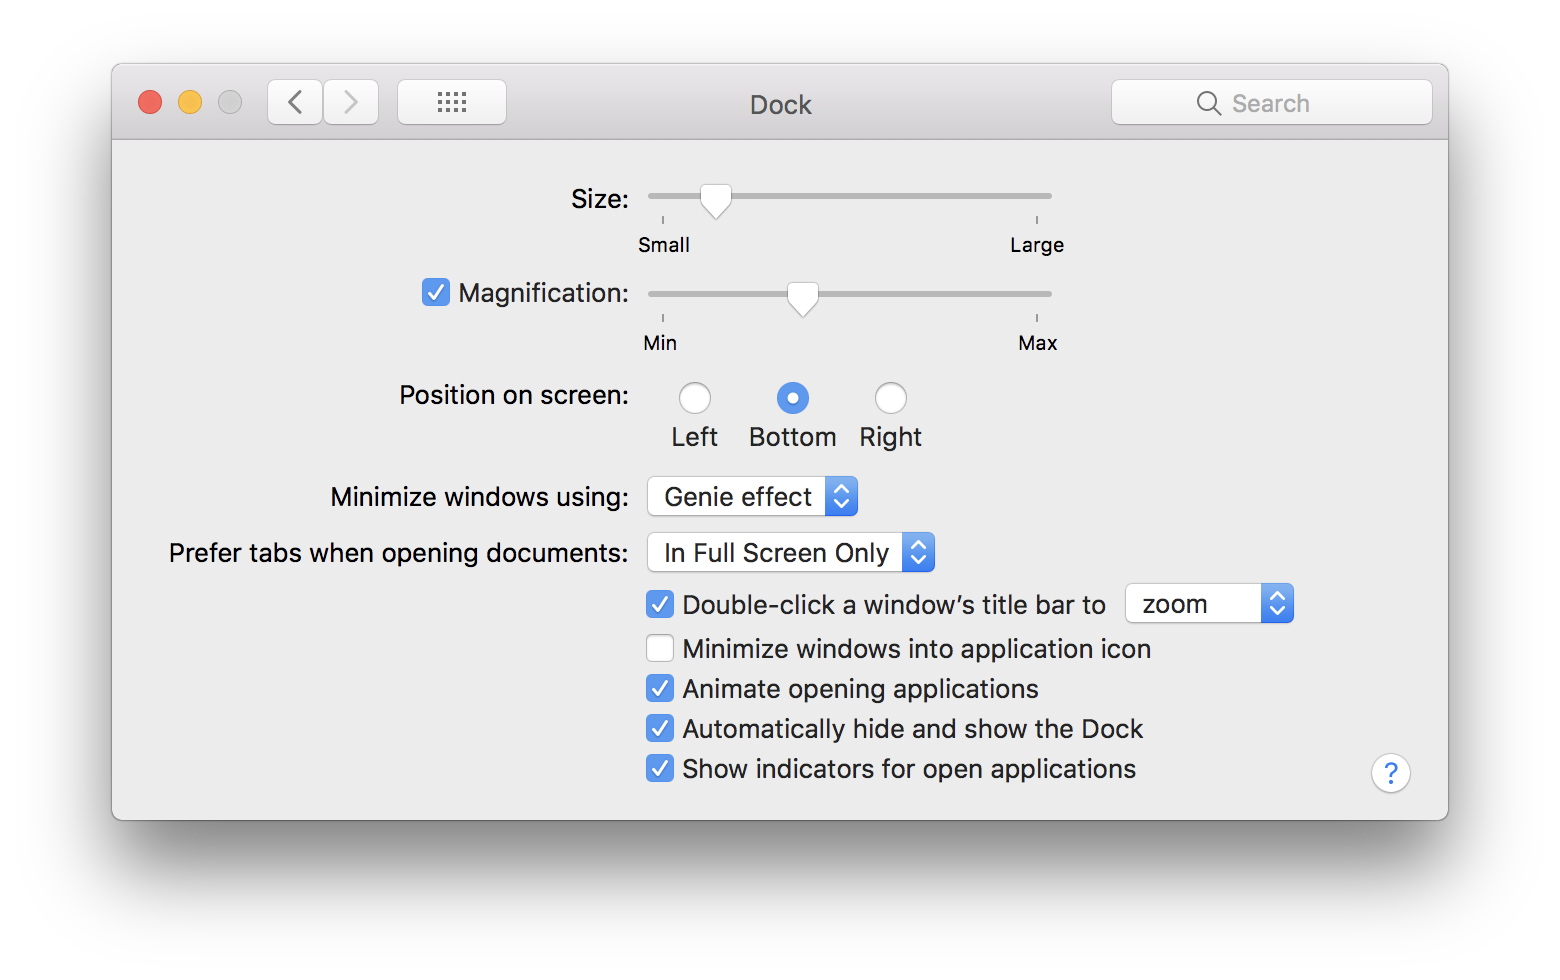 Dock
Search
Size:
Small Large
Magnification:
Min Max
Position on screen:
Left Bottom Right
Minimize windows using: Genie effect
Prefer tabs when opening documents: In Full Screen Only
Double-click a window’s title bar to zoom
Minimize windows into application icon
Animate opening applications
Automatically hide and show the Dock
Show indicators for open applications
?